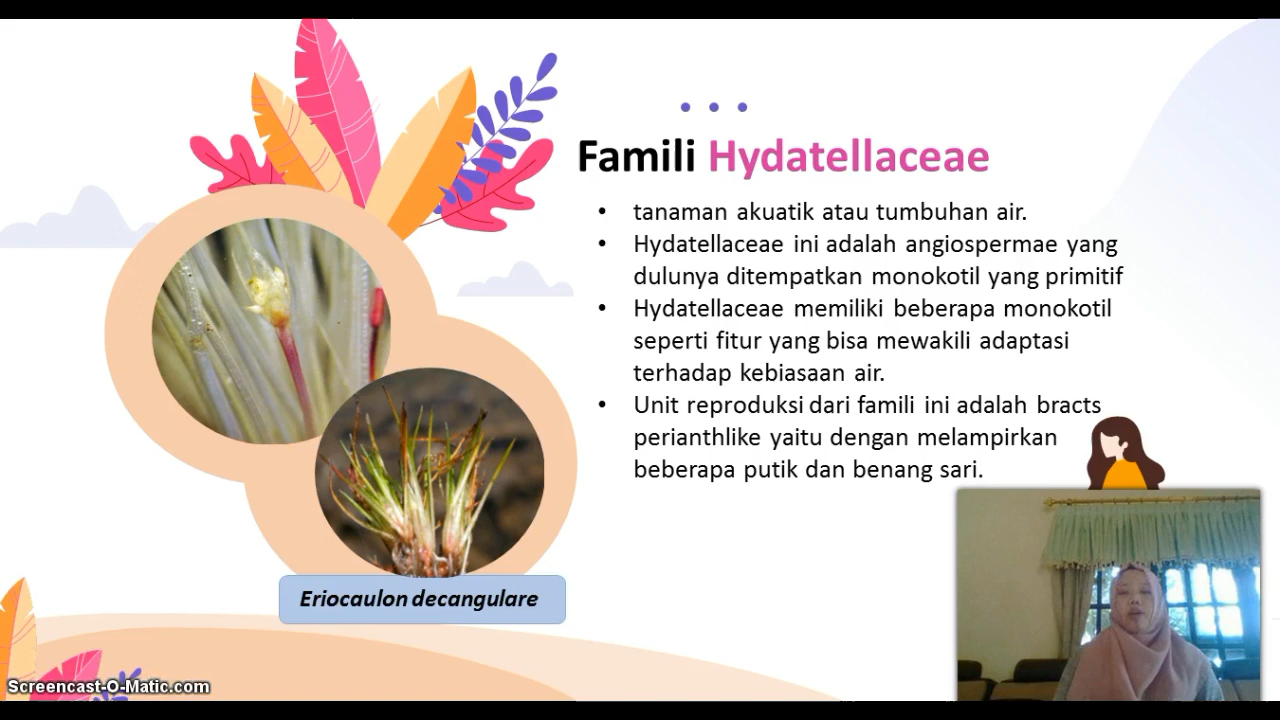 Famili Hydatellaceae
• tanaman akuatik atau tumbuhan air.
• Hydatellaceae ini adalah angiospermae yang
dulunya ditempatkan monokotil yang primitif
• Hydatellaceae memiliki beberapa monokotil
seperti fitur yang bisa mewakili adaptasi
terhadap kebiasaan air.
• Unit reproduksi dari famili ini adalah bracts
perianthlike yaitu dengan melampirkan
beberapa putik dan benang sari.
Eriocaulon decangulare
Screencast-O-Matic.com